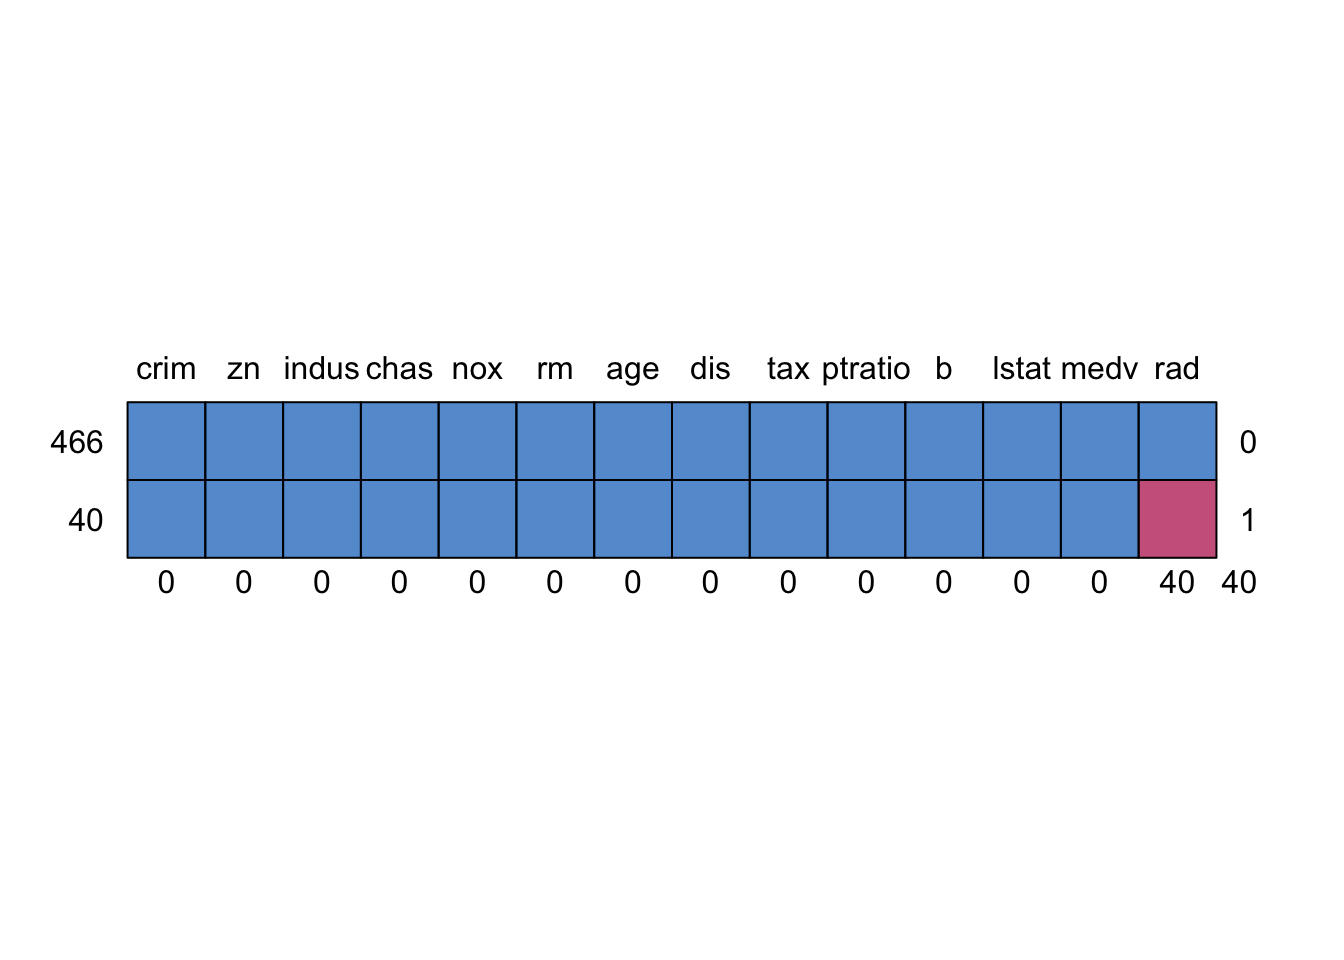 crim zn indus chas nox rm age dis tax ptratio b lstat medv rad
466 0
40 1
0 0 0 0 0 0 0 0 0 0 0 0 0 40 40